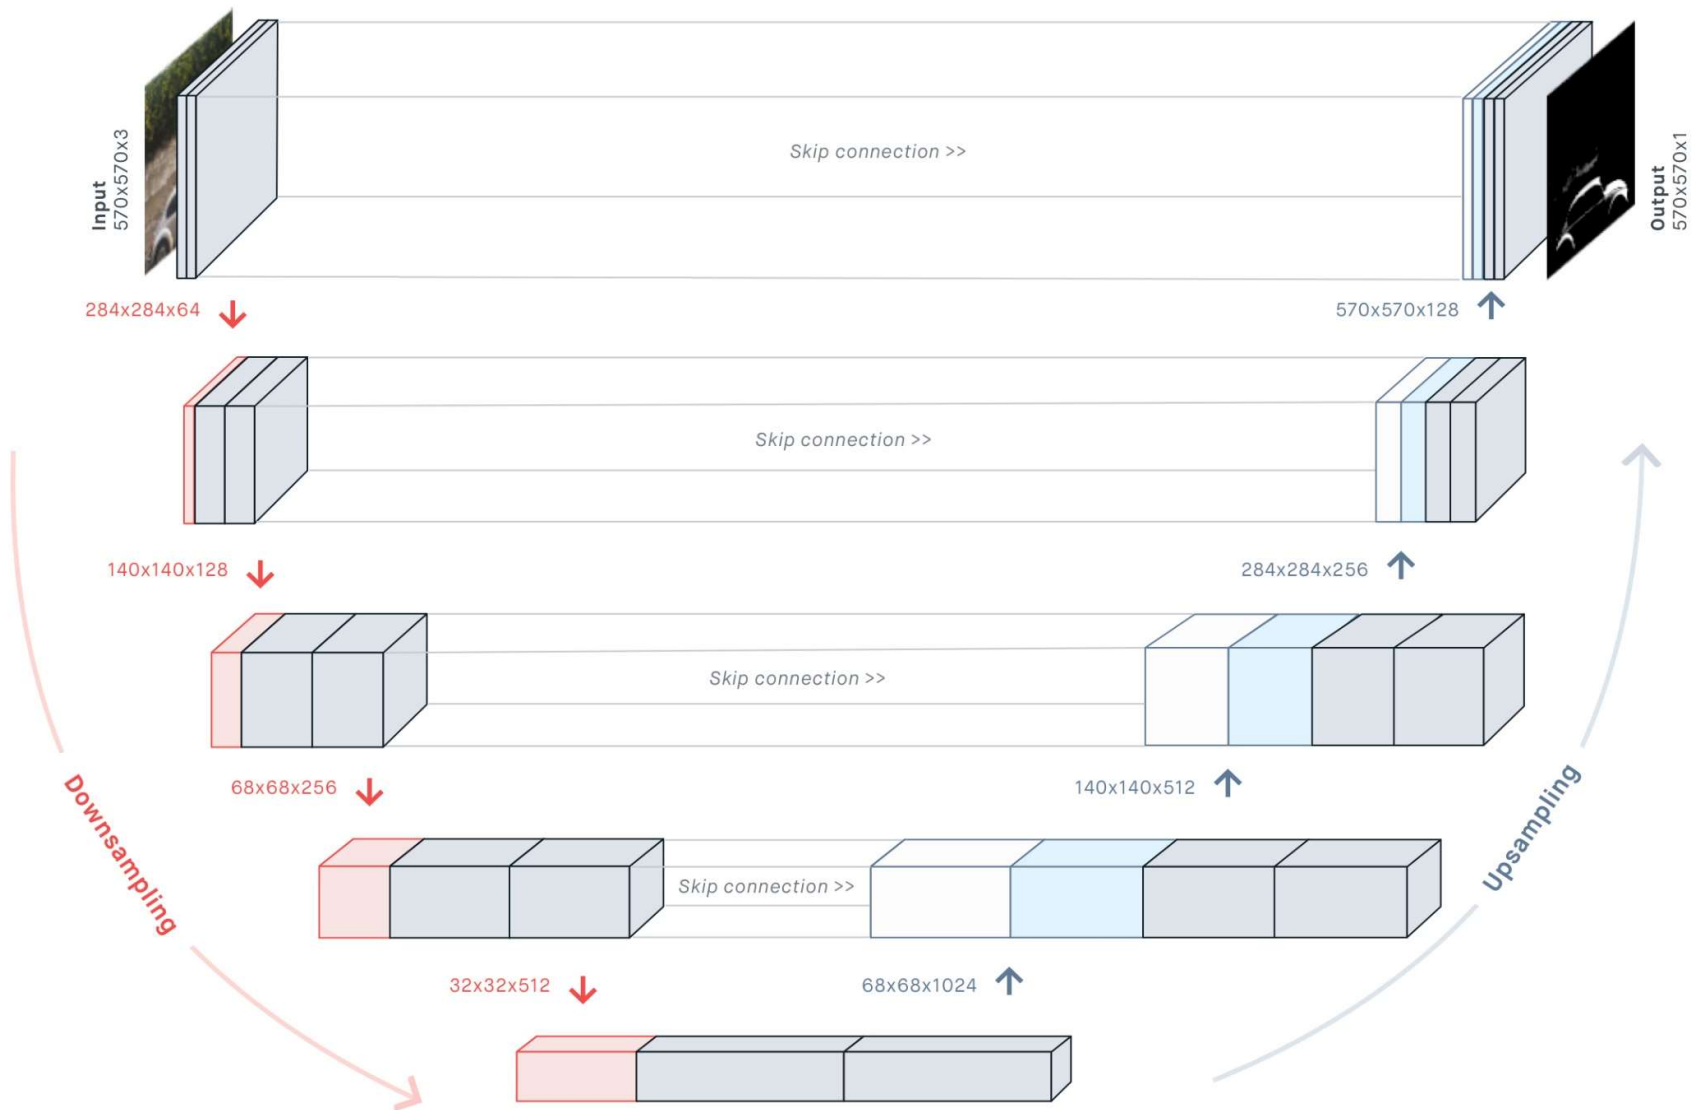 Input
570x570x3
Skip connection >>
Output
570x570x1
284x284x64
570x570x128
Skip connection >>
140x140x128
284x284x256
Skip connection >>
68x68x256
140x140x512
Downsampling
Upsampling
Skip connection >>
32x32x512
68x68x1024